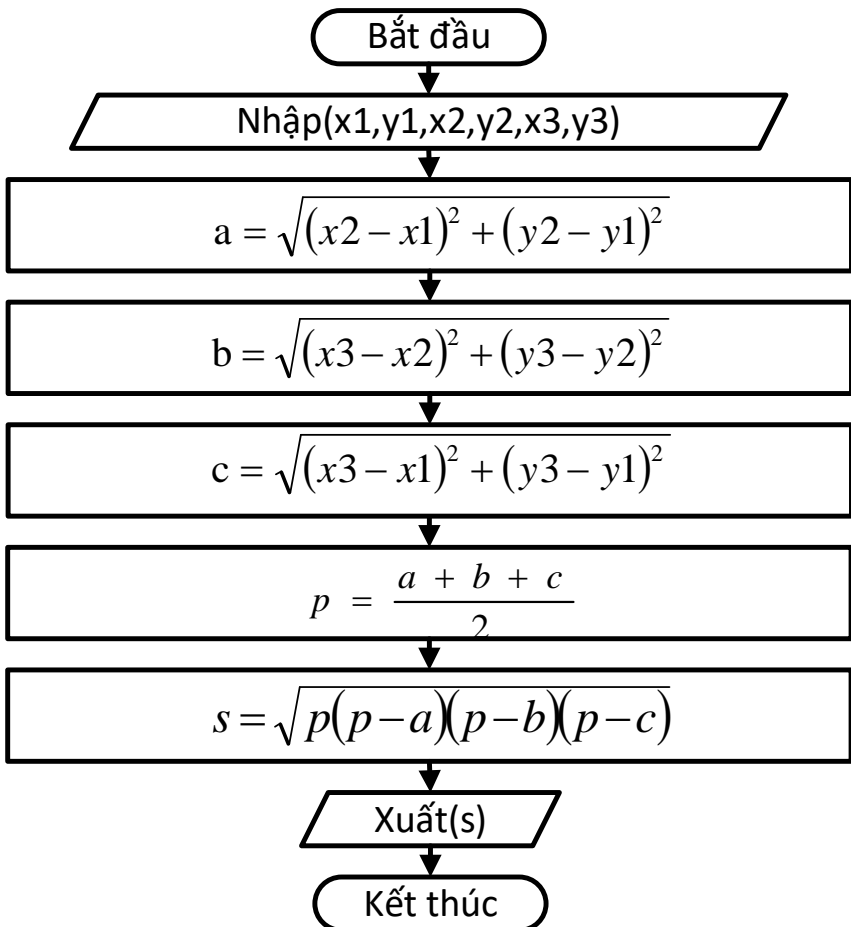 Bắt đầu
Nhập(x1,y1,x2,y2,x3,y3)
a = √((x2 − x1)² + (y2 − y1)²)
b = √((x3 − x2)² + (y3 − y2)²)
c = √((x3 − x1)² + (y3 − y1)²)
p = (a + b + c)/2
s = √(p(p − a)(p − b)(p − c))
Xuất(s)
Kết thúc